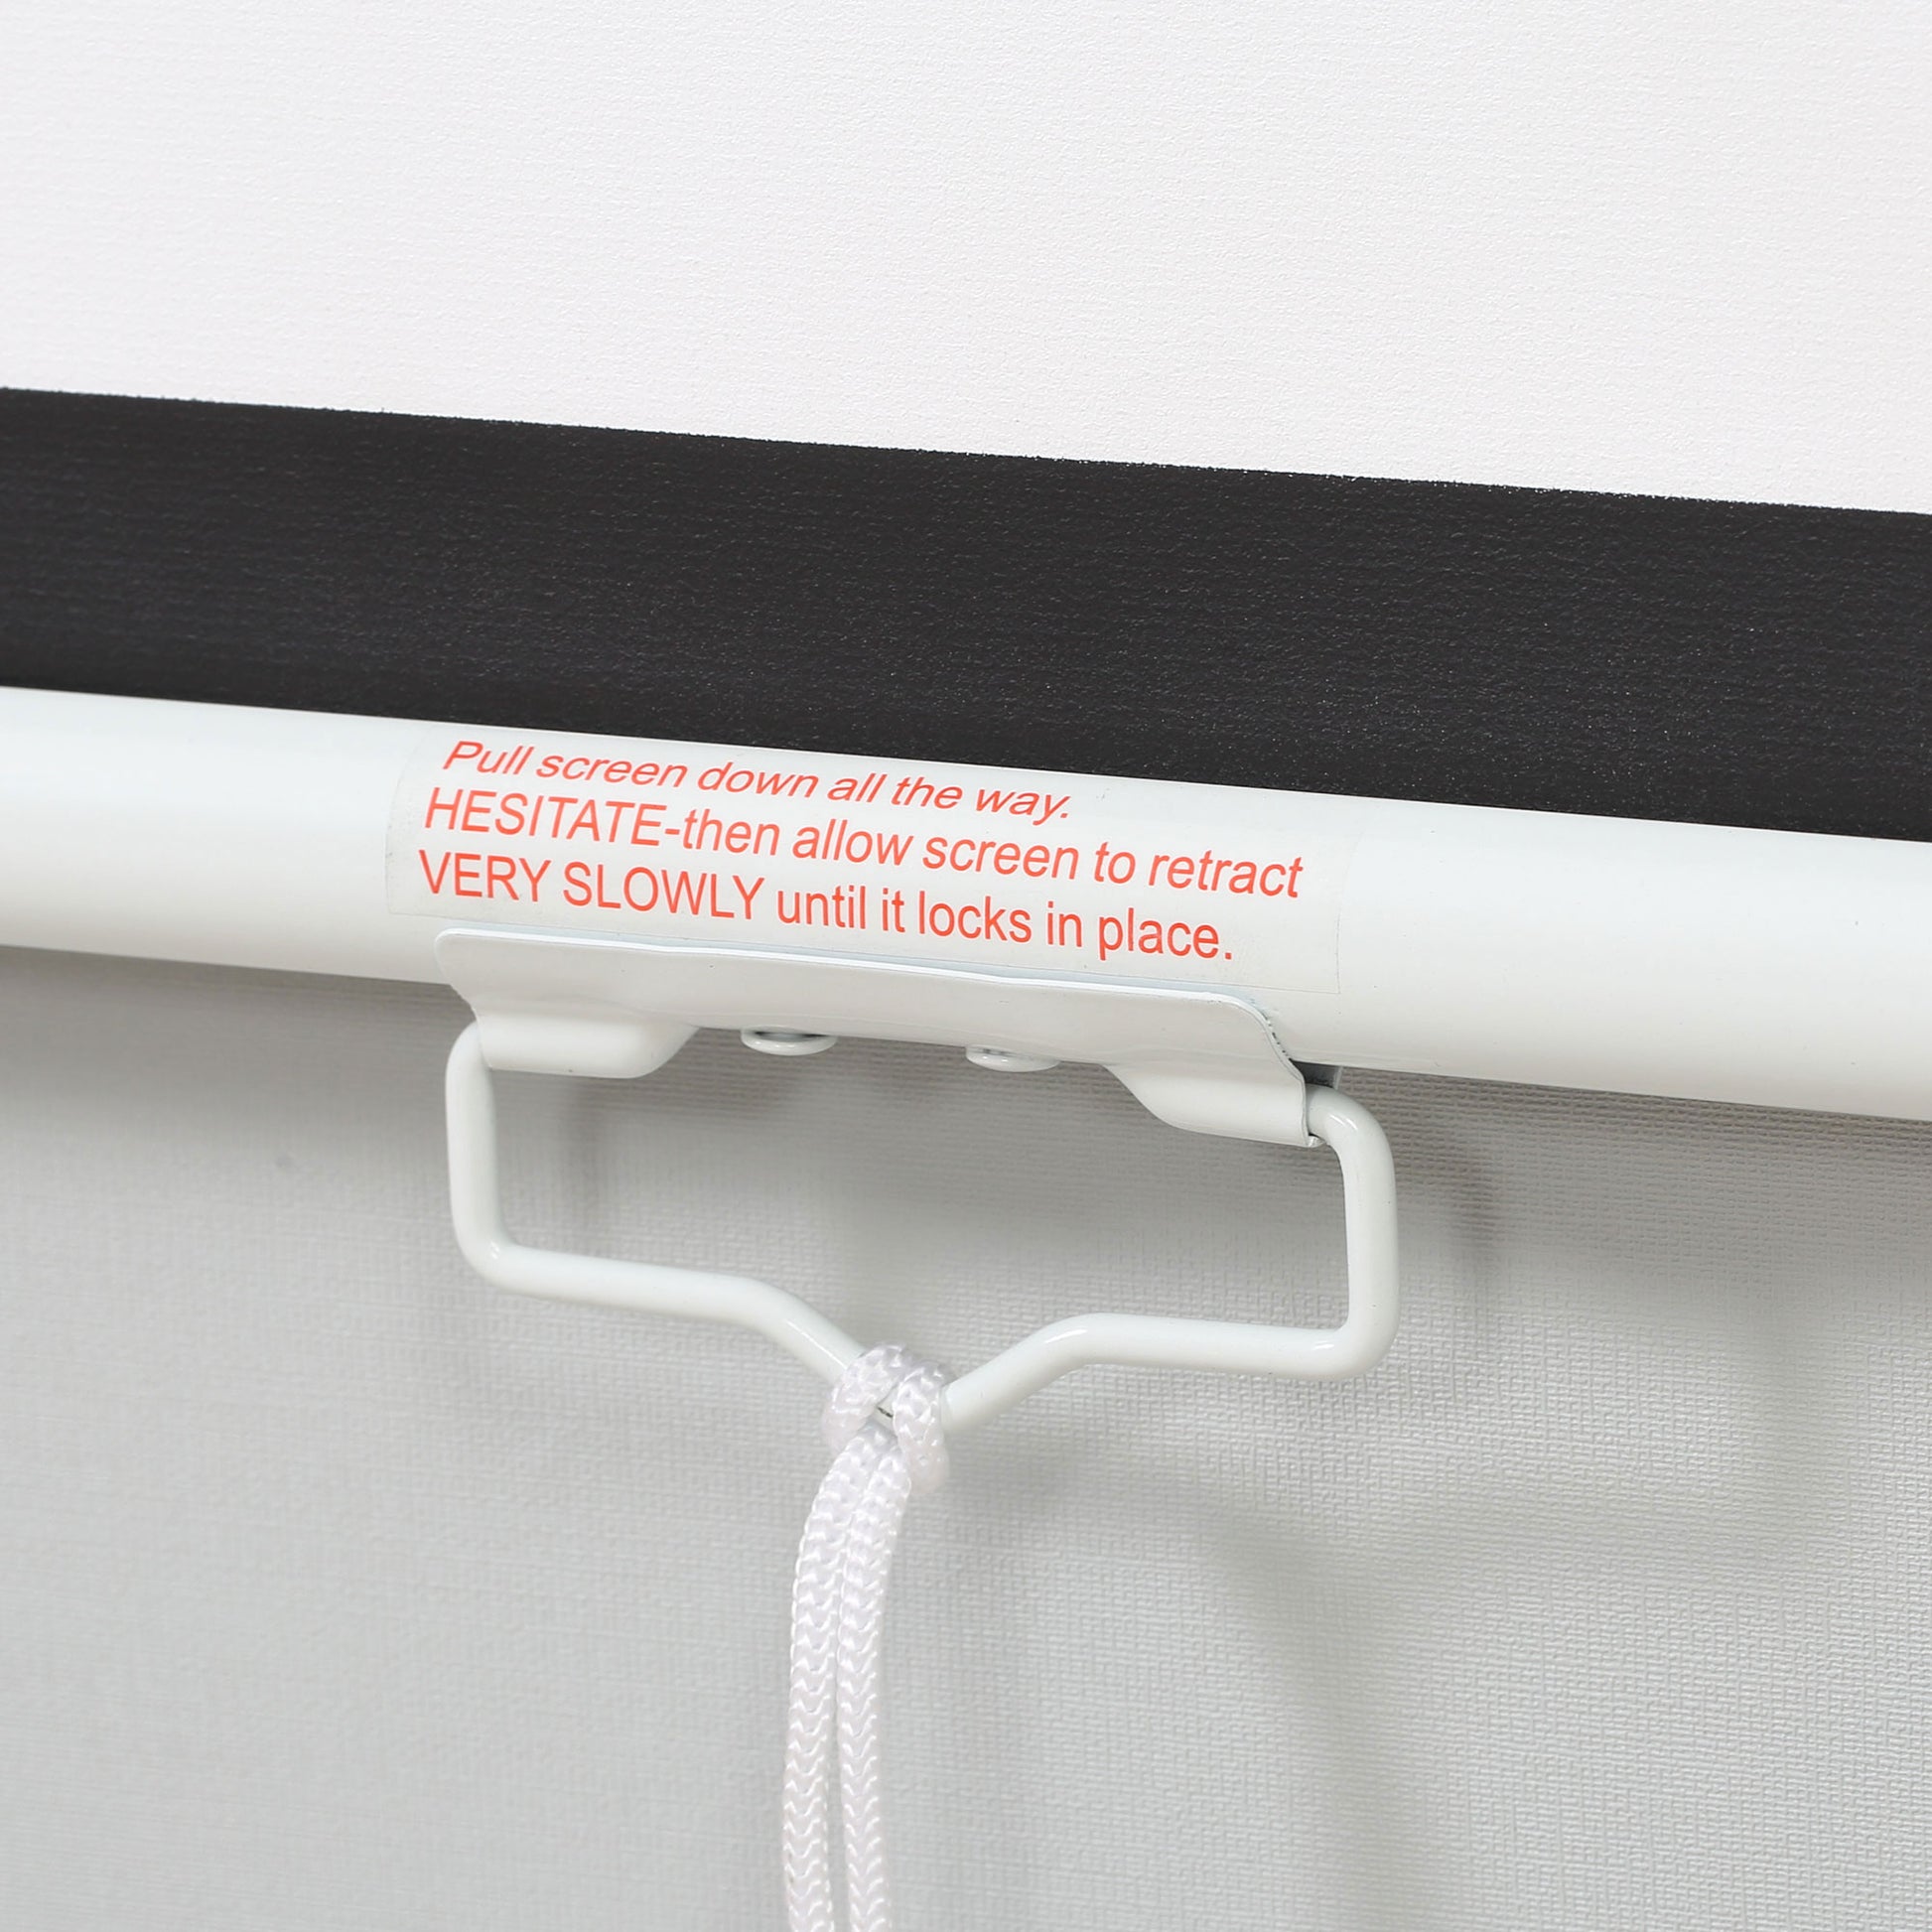 Pull screen down all the way.
HESITATE-then allow screen to retract
VERY SLOWLY until it locks in place.